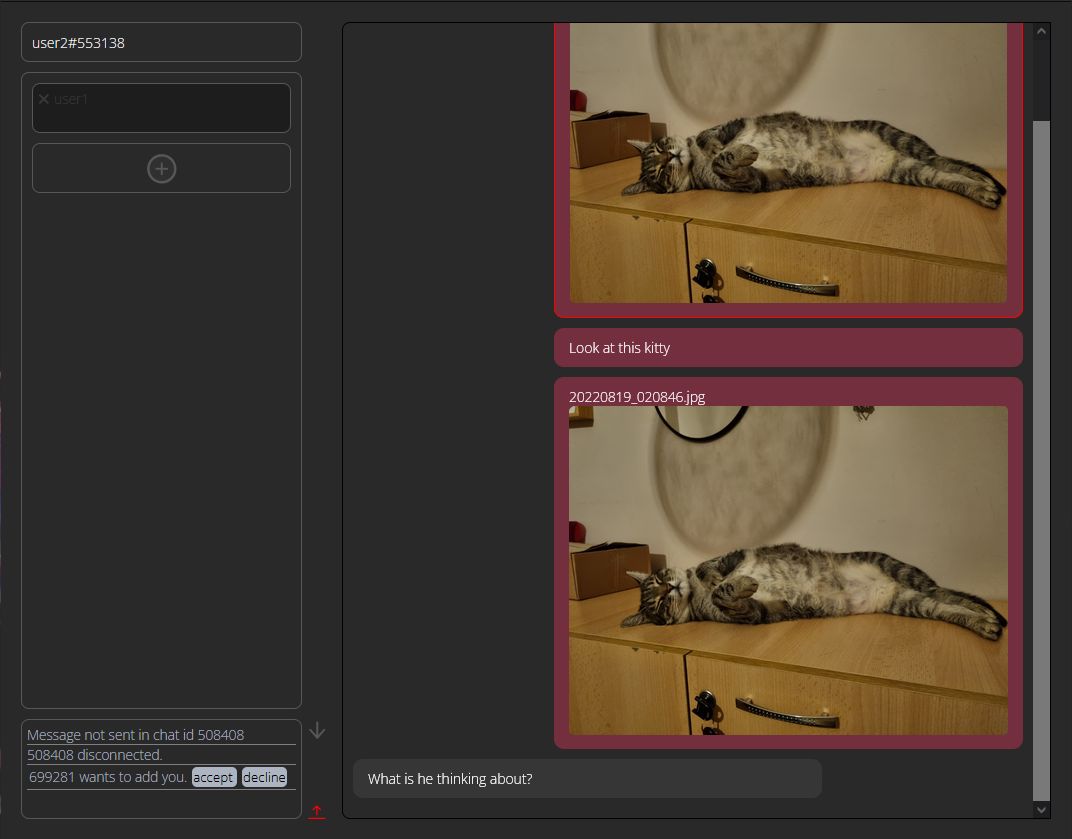 user2#553138
user1
Look at this kitty
20220819_020846.jpg
What is he thinking about?
Message not sent in chat id 508408
508408 disconnected.
699281 wants to add you. accept decline